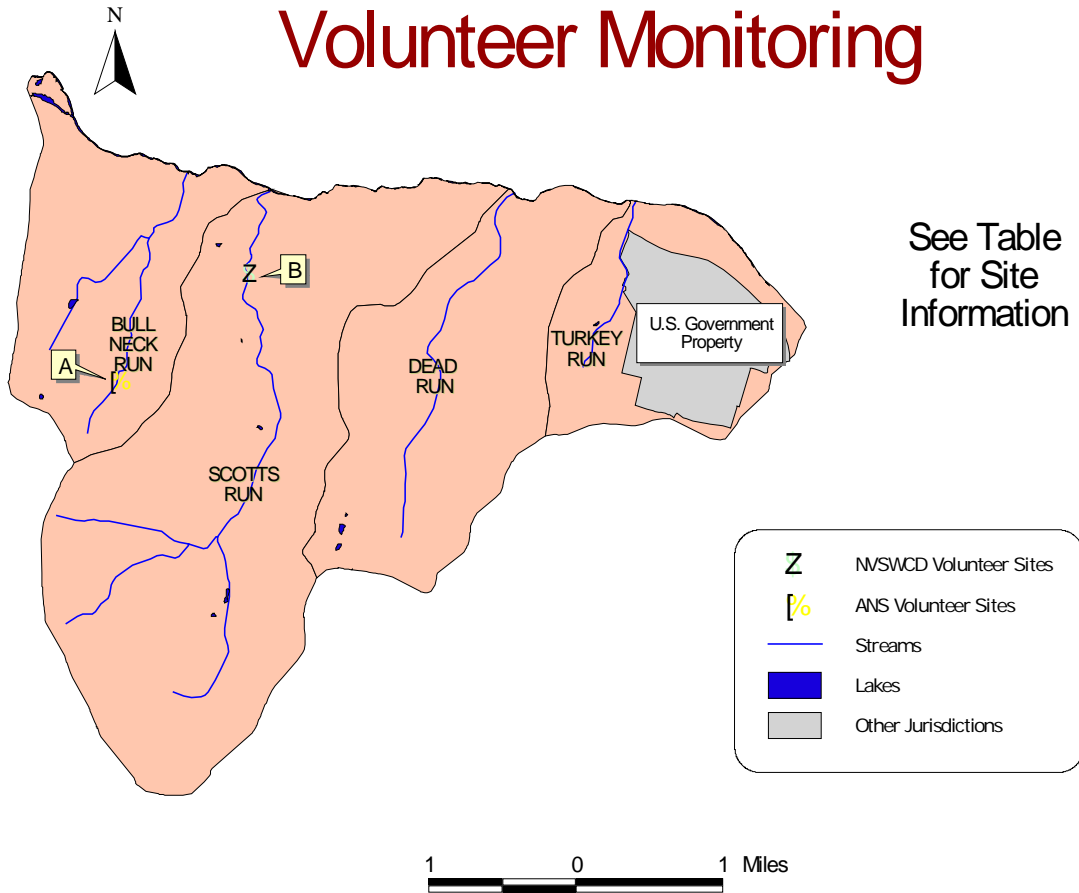 Volunteer Monitoring
N
See Table
for Site
Information
B
Z
U.S. Government
Property
BULL
NECK
RUN
TURKEY
RUN
DEAD
RUN
A
[%
SCOTTS
RUN
Z NVSWCD Volunteer Sites
[% ANS Volunteer Sites
Streams
Lakes
Other Jurisdictions
1 0 1 Miles